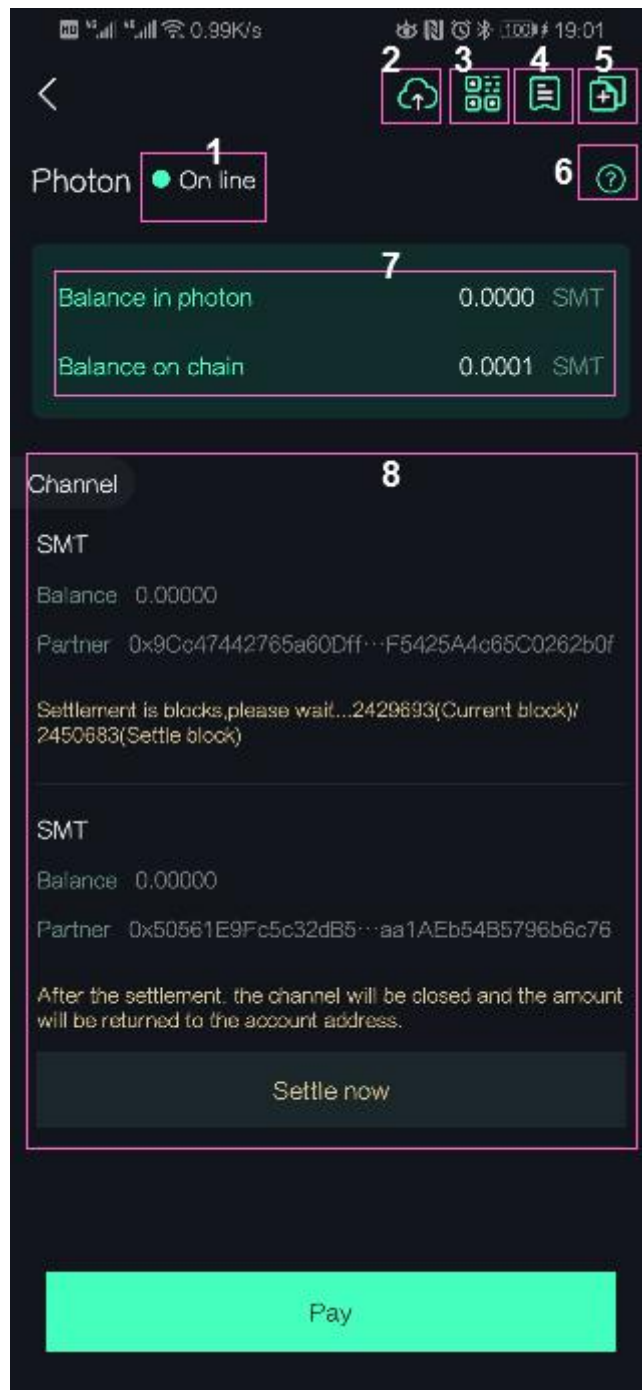 HD 0.99K/s 100 19:01
2 3 4 5
1
Photon On line 6
7
Balance in photon 0.0000 SMT
Balance on chain 0.0001 SMT
Channel 8
SMT
Balance 0.00000
Partner 0x9Cc47442765a60Dff···F5425A4c65C0262b0f
Settlement is blocks,please wait...2429693(Current block)/
2450683(Settle block)
SMT
Balance 0.00000
Partner 0x50561E9Fc5c32dB5···aa1AEb54B5796b6c76
After the settlement, the channel will be closed and the amount
will be returned to the account address.
Settle now
Pay